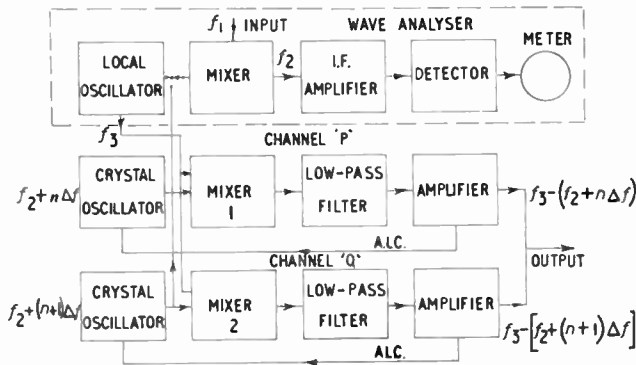 f₁ INPUT
WAVE ANALYSER
METER
LOCAL
OSCILLATOR
MIXER
f₂
I.F.
AMPLIFIER
DETECTOR
f₃
CHANNEL 'P'
f₂+nΔf
CRYSTAL
OSCILLATOR
MIXER
1
LOW-PASS
FILTER
AMPLIFIER
f₃-(f₂+nΔf)
A.L.C.
OUTPUT
CHANNEL 'Q'
f₂+(n+1)Δf
CRYSTAL
OSCILLATOR
MIXER
2
LOW-PASS
FILTER
AMPLIFIER
f₃-[f₂+(n+1)Δf]
A.L.C.